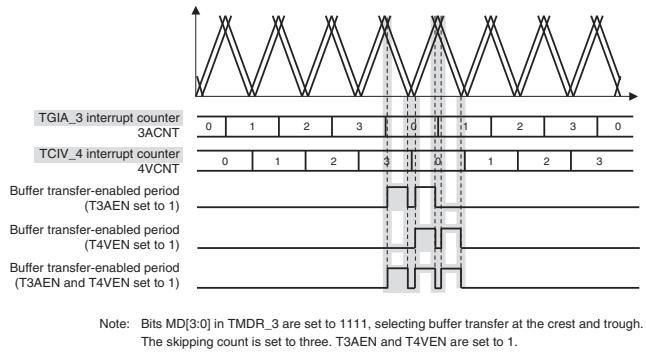 TGIA_3 interrupt counter
3ACNT
0 1 2 3 0 1 2 3 0
TCIV_4 interrupt counter
4VCNT
0 1 2 3 0 1 2 3
Buffer transfer-enabled period
(T3AEN set to 1)
Buffer transfer-enabled period
(T4VEN set to 1)
Buffer transfer-enabled period
(T3AEN and T4VEN set to 1)
Note: Bits MD[3:0] in TMDR_3 are set to 1111, selecting buffer transfer at the crest and trough.
The skipping count is set to three. T3AEN and T4VEN are set to 1.